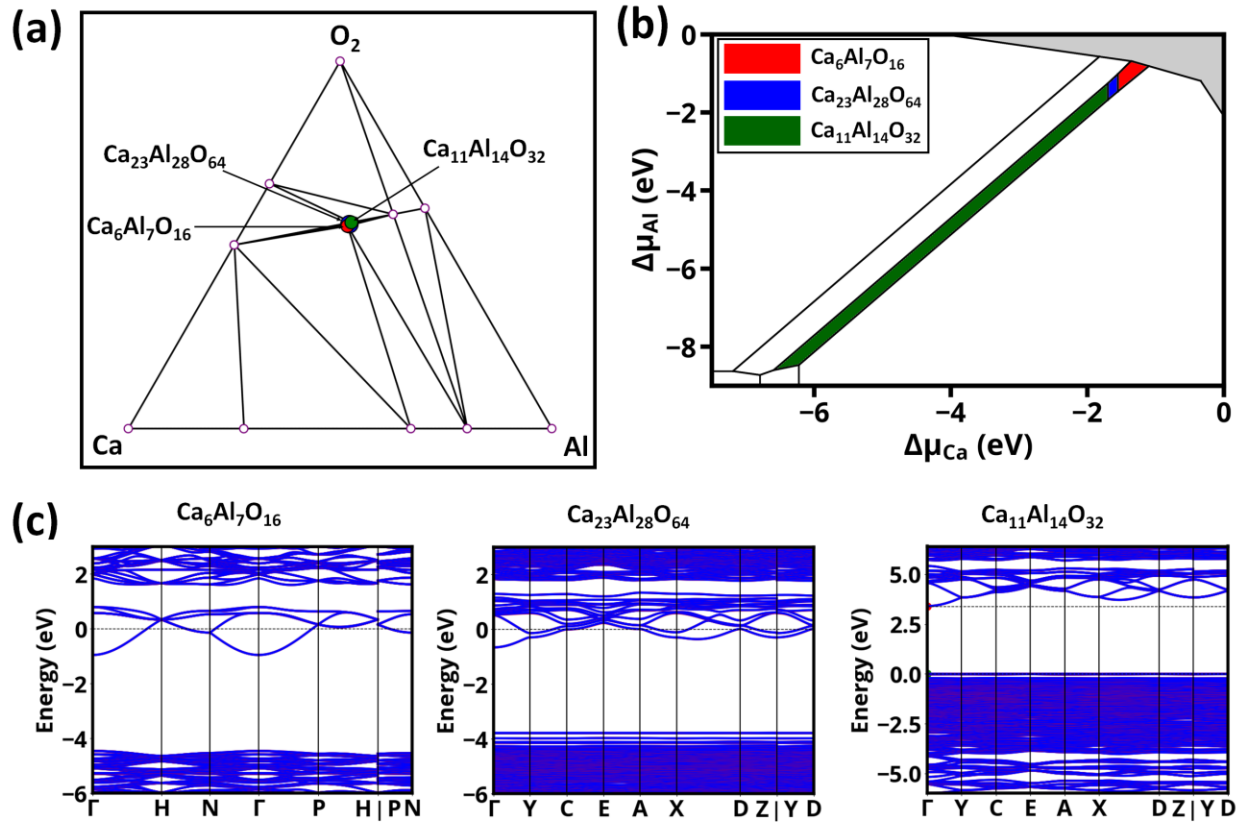 (a)
O₂
Ca₂₃Al₂₈O₆₄
Ca₁₁Al₁₄O₃₂
Ca₆Al₇O₁₆
Ca
Al
(b)
Ca₆Al₇O₁₆
Ca₂₃Al₂₈O₆₄
Ca₁₁Al₁₄O₃₂
0
−2
−4
−6
−8
Δμ_Al (eV)
−6
−4
−2
0
Δμ_Ca (eV)
(c)
Ca₆Al₇O₁₆
Energy (eV)
2
0
−2
−4
−6
Γ H N Γ P H|P N
Ca₂₃Al₂₈O₆₄
Energy (eV)
2
0
−2
−4
−6
Γ Y C E A X D Z|Y D
Ca₁₁Al₁₄O₃₂
Energy (eV)
5.0
2.5
0.0
−2.5
−5.0
Γ Y C E A X D Z|Y D